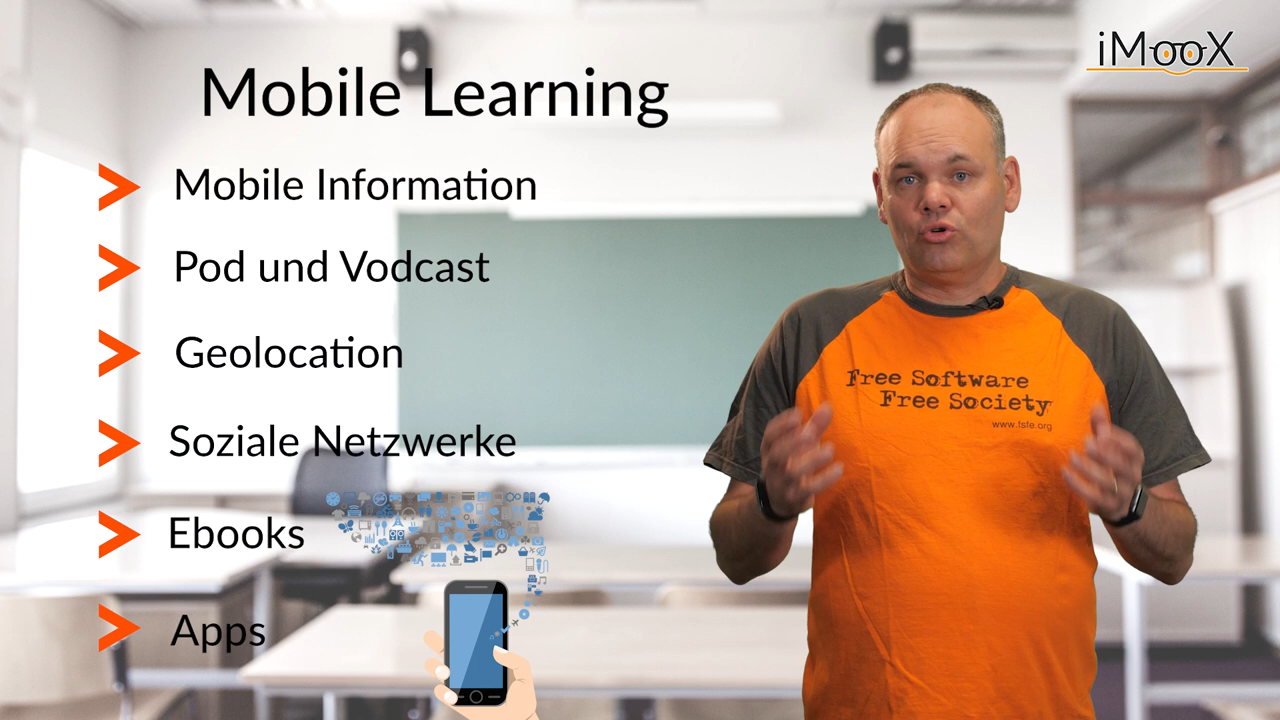 iMooX
Mobile Learning
Mobile Information
Pod und Vodcast
Geolocation
Soziale Netzwerke
Ebooks
Apps
Free Software
Free Society
www.fsfe.org